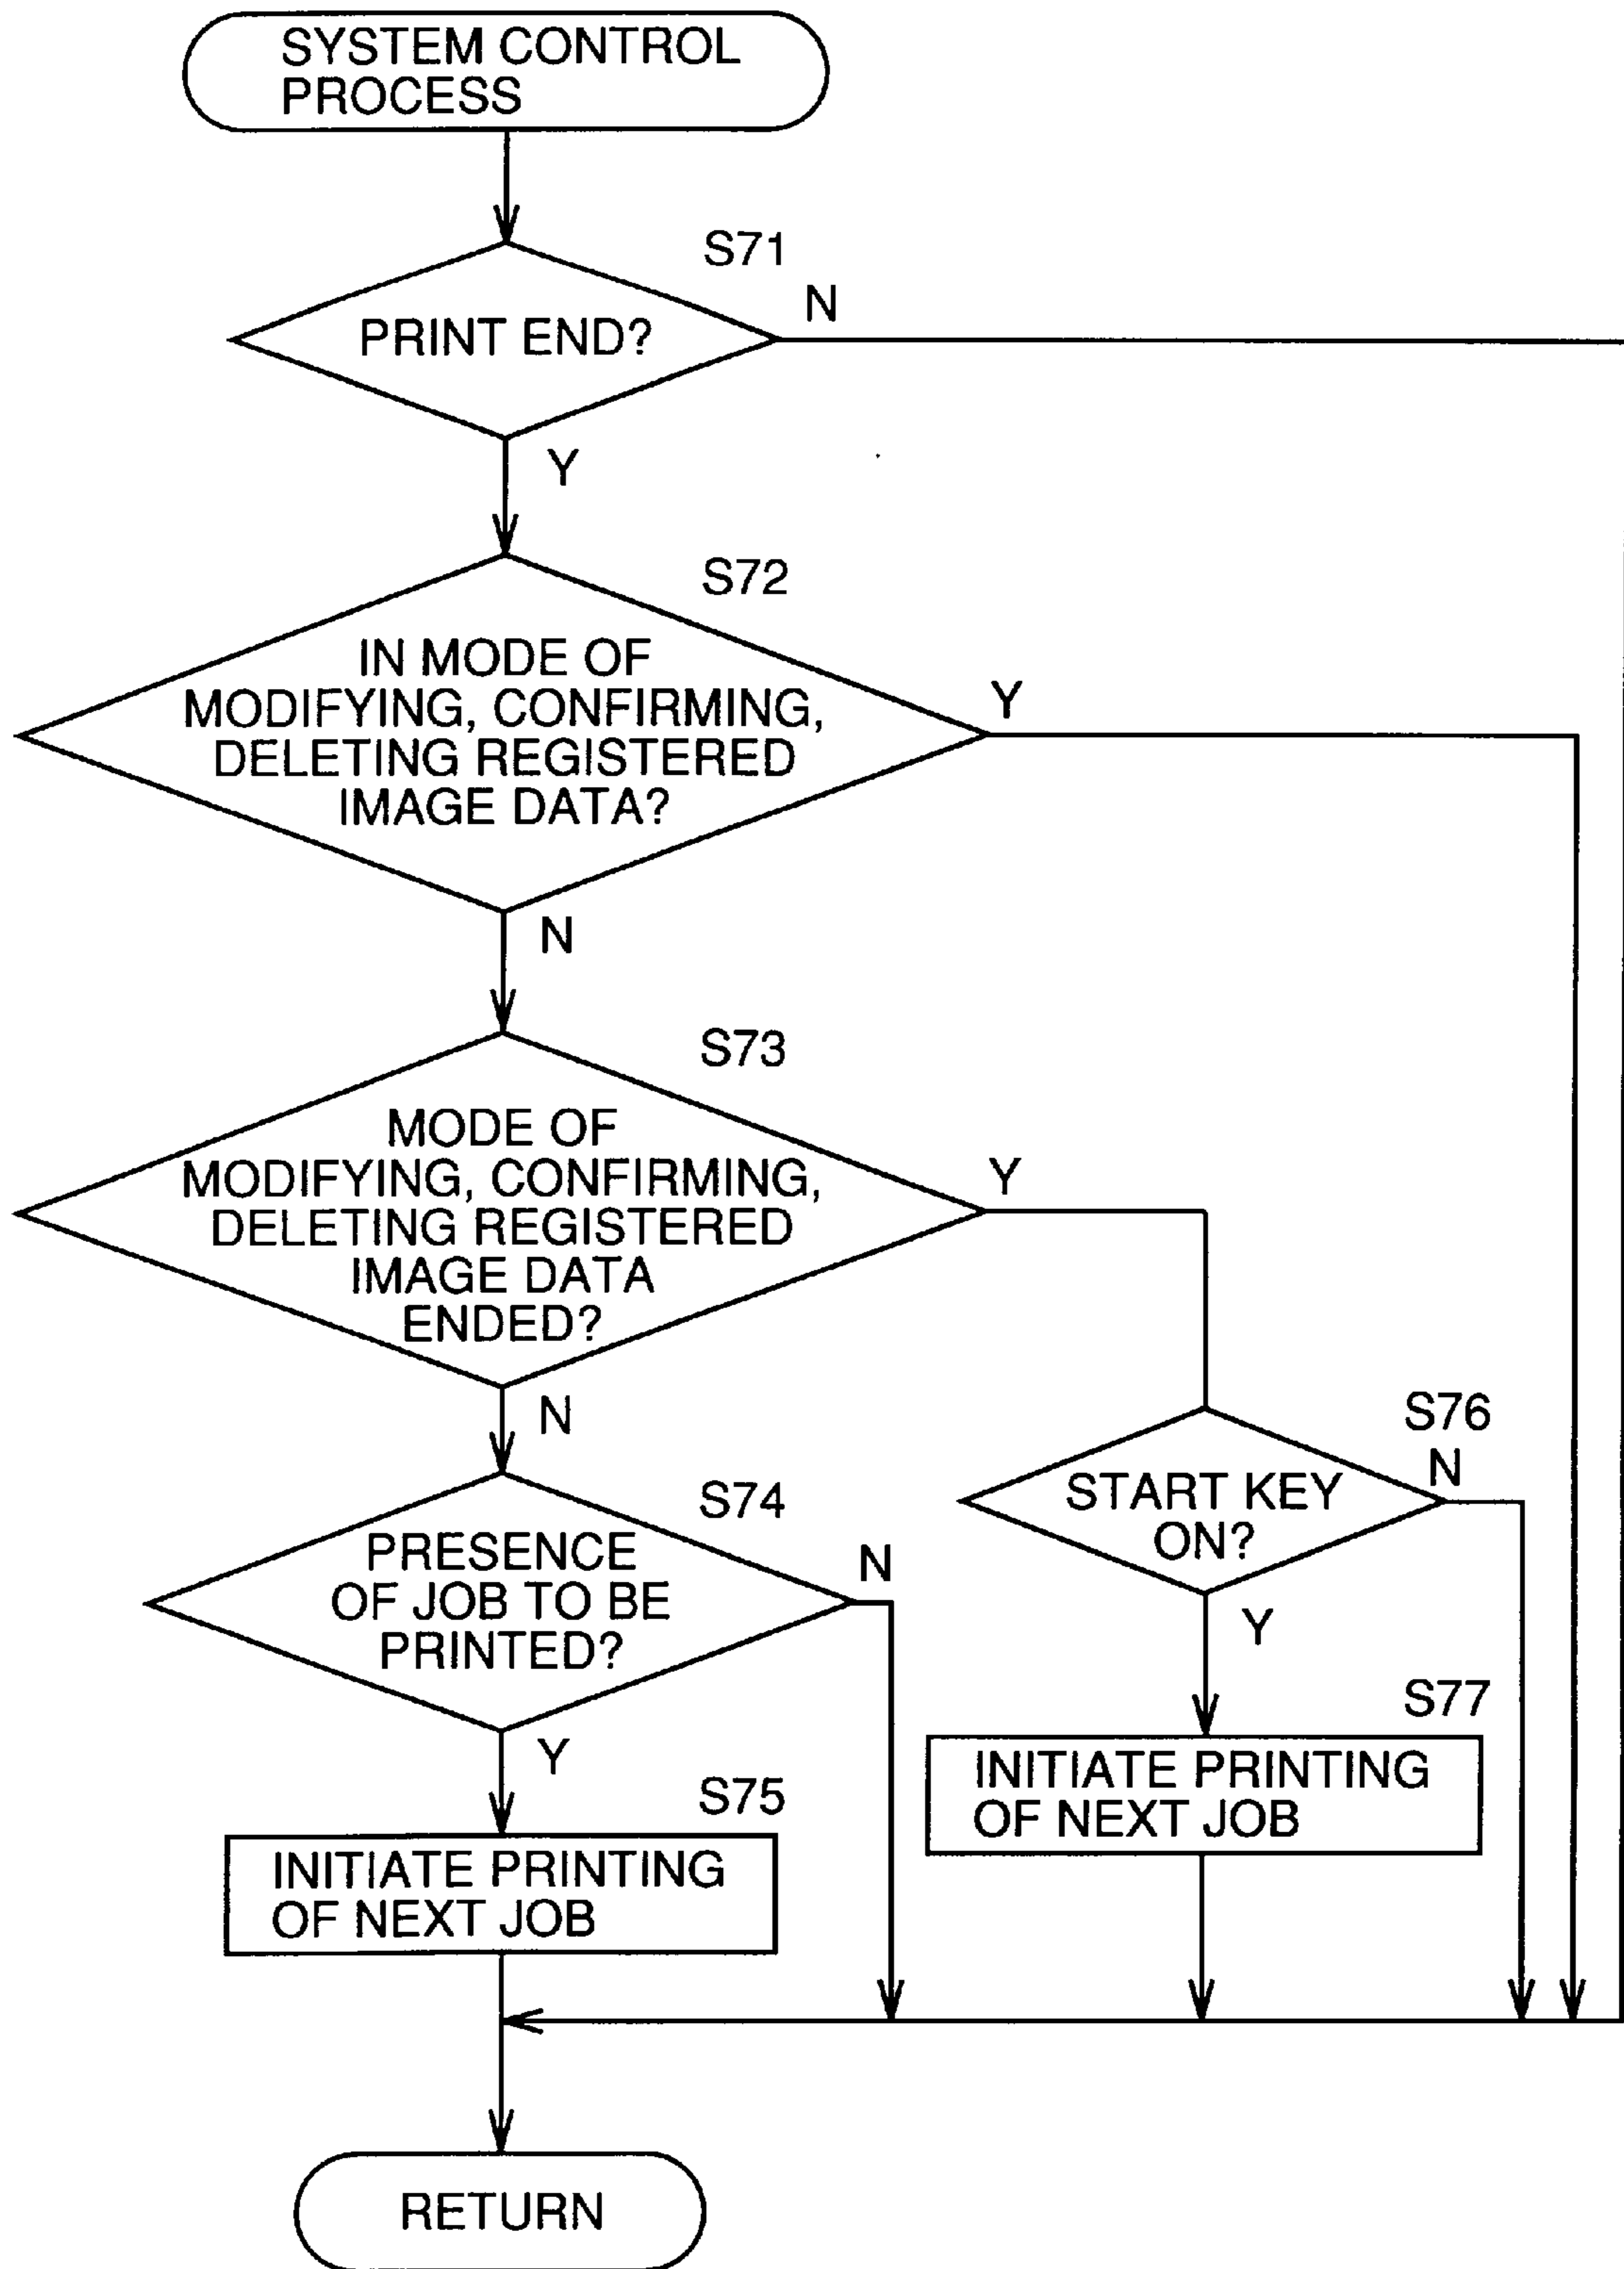 SYSTEM CONTROL
PROCESS
S71
PRINT END?
N
Y
S72
IN MODE OF
MODIFYING, CONFIRMING,
DELETING REGISTERED
IMAGE DATA?
Y
N
S73
MODE OF
MODIFYING, CONFIRMING,
DELETING REGISTERED
IMAGE DATA
ENDED?
Y
N
S74
PRESENCE
OF JOB TO BE
PRINTED?
N
Y
S75
INITIATE PRINTING
OF NEXT JOB
S76
START KEY
ON?
N
Y
S77
INITIATE PRINTING
OF NEXT JOB
RETURN